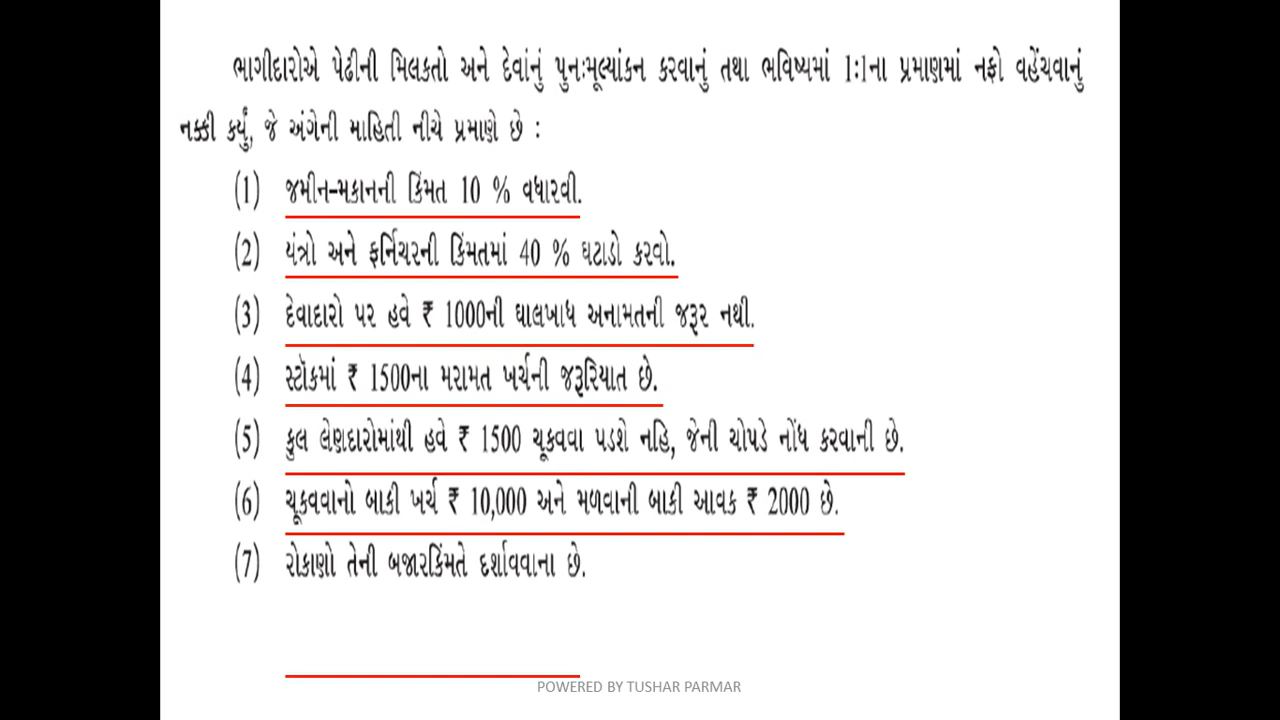 ભાગીદારોએ પેઢીની મિલકતો અને દેવાંનું પુનઃમૂલ્યાંકન કરવાનું તથા ભવિષ્યમાં 1:1ના પ્રમાણમાં નફો વહેંચવાનું
નક્કી કર્યું, જે અંગેની માહિતી નીચે પ્રમાણે છે :
(1) જમીન-મકાનની કિંમત 10 % વધારવી.
(2) યંત્રો અને ફર્નિચરની કિંમતમાં 40 % ઘટાડો કરવો.
(3) દેવાદારો પર હવે ₹ 1000ની ઘાલખાધ અનામતની જરૂર નથી.
(4) સ્ટૉકમાં ₹ 1500ના મરામત ખર્ચની જરૂરિયાત છે.
(5) કુલ લેણદારોમાંથી હવે ₹ 1500 ચૂકવવા પડશે નહિ, જેની ચોપડે નોંધ કરવાની છે.
(6) ચૂકવવાનો બાકી ખર્ચ ₹ 10,000 અને મળવાની બાકી આવક ₹ 2000 છે.
(7) રોકાણો તેની બજારકિંમતે દર્શાવવાના છે.
POWERED BY TUSHAR PARMAR